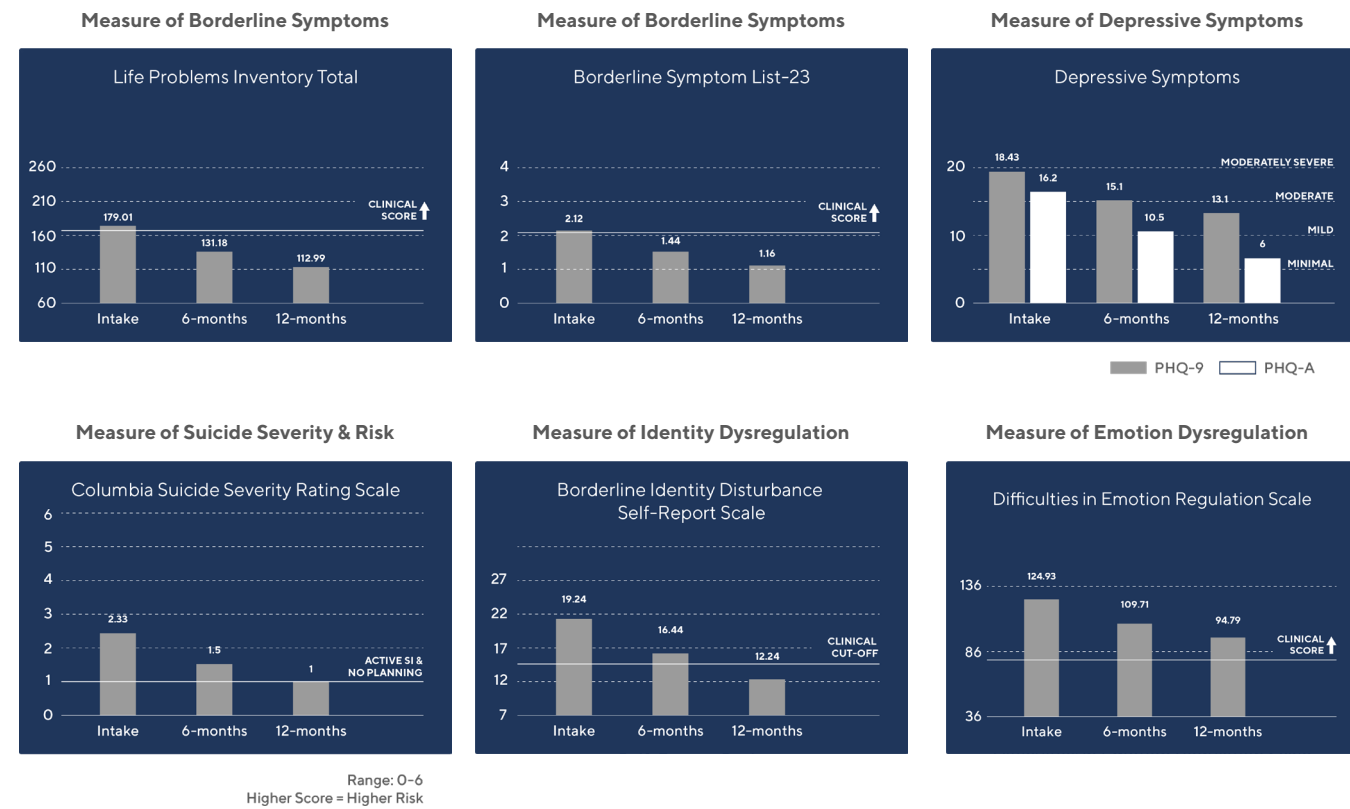 Measure of Borderline Symptoms
Life Problems Inventory Total
260
210
160
110
60
CLINICAL
SCORE
179.01
131.18
112.99
Intake
6-months
12-months
Measure of Borderline Symptoms
Borderline Symptom List-23
4
3
2
1
0
CLINICAL
SCORE
2.12
1.44
1.16
Intake
6-months
12-months
Measure of Depressive Symptoms
Depressive Symptoms
20
10
0
MODERATELY SEVERE
MODERATE
MILD
MINIMAL
18.43
16.2
15.1
10.5
13.1
6
Intake
6-months
12-months
PHQ-9
PHQ-A
Measure of Suicide Severity & Risk
Columbia Suicide Severity Rating Scale
6
5
4
3
2
1
0
2.33
1.5
1
ACTIVE SI &
NO PLANNING
Intake
6-months
12-months
Range: 0-6
Higher Score = Higher Risk
Measure of Identity Dysregulation
Borderline Identity Disturbance
Self-Report Scale
27
22
17
12
7
19.24
16.44
12.24
CLINICAL
CUT-OFF
Intake
6-months
12-months
Measure of Emotion Dysregulation
Difficulties in Emotion Regulation Scale
136
86
36
124.93
109.71
94.79
CLINICAL
SCORE
Intake
6-months
12-months